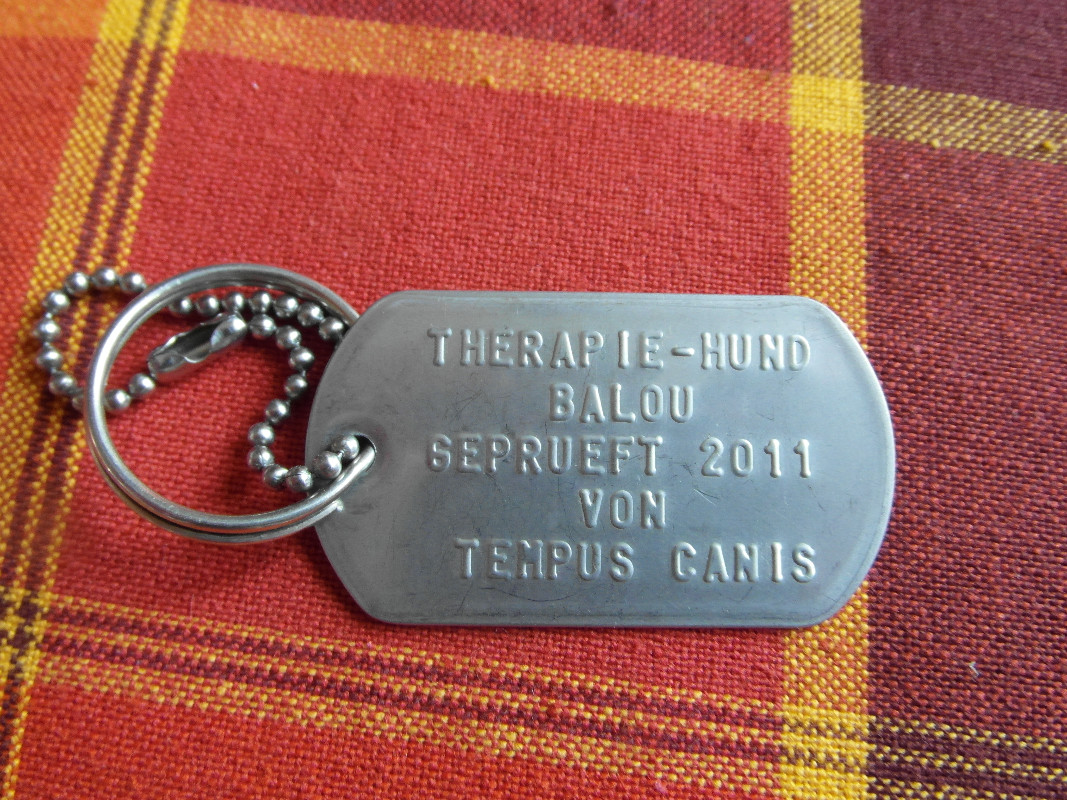 THERAPIE-HUND
BALOU
GEPRUEFT 2011
VON
TEMPUS CANIS